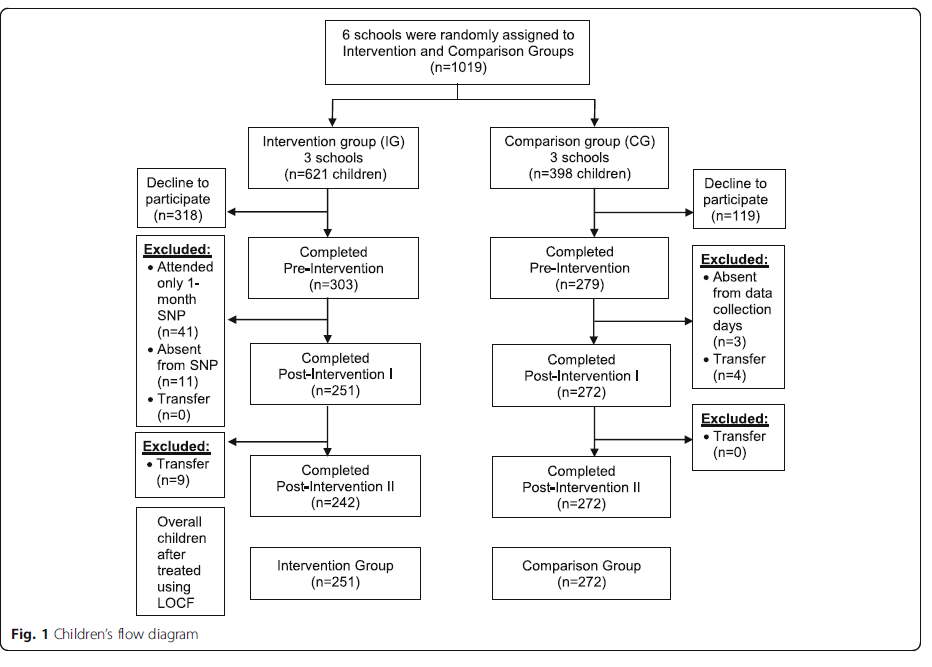 6 schools were randomly assigned to
Intervention and Comparison Groups
(n=1019)
Intervention group (IG)
3 schools
(n=621 children)
Comparison group (CG)
3 schools
(n=398 children)
Decline to
participate
(n=318)
Decline to
participate
(n=119)
Completed
Pre-Intervention
(n=303)
Completed
Pre-Intervention
(n=279)
Excluded:
• Attended
only 1-
month
SNP
(n=41)
• Absent
from SNP
(n=11)
• Transfer
(n=0)
Excluded:
• Absent
from data
collection
days
(n=3)
• Transfer
(n=4)
Completed
Post-Intervention I
(n=251)
Completed
Post-Intervention I
(n=272)
Excluded:
• Transfer
(n=9)
Excluded:
• Transfer
(n=0)
Completed
Post-Intervention II
(n=242)
Completed
Post-Intervention II
(n=272)
Overall
children
after
treated
using
LOCF
Intervention Group
(n=251)
Comparison Group
(n=272)
Fig. 1 Children's flow diagram